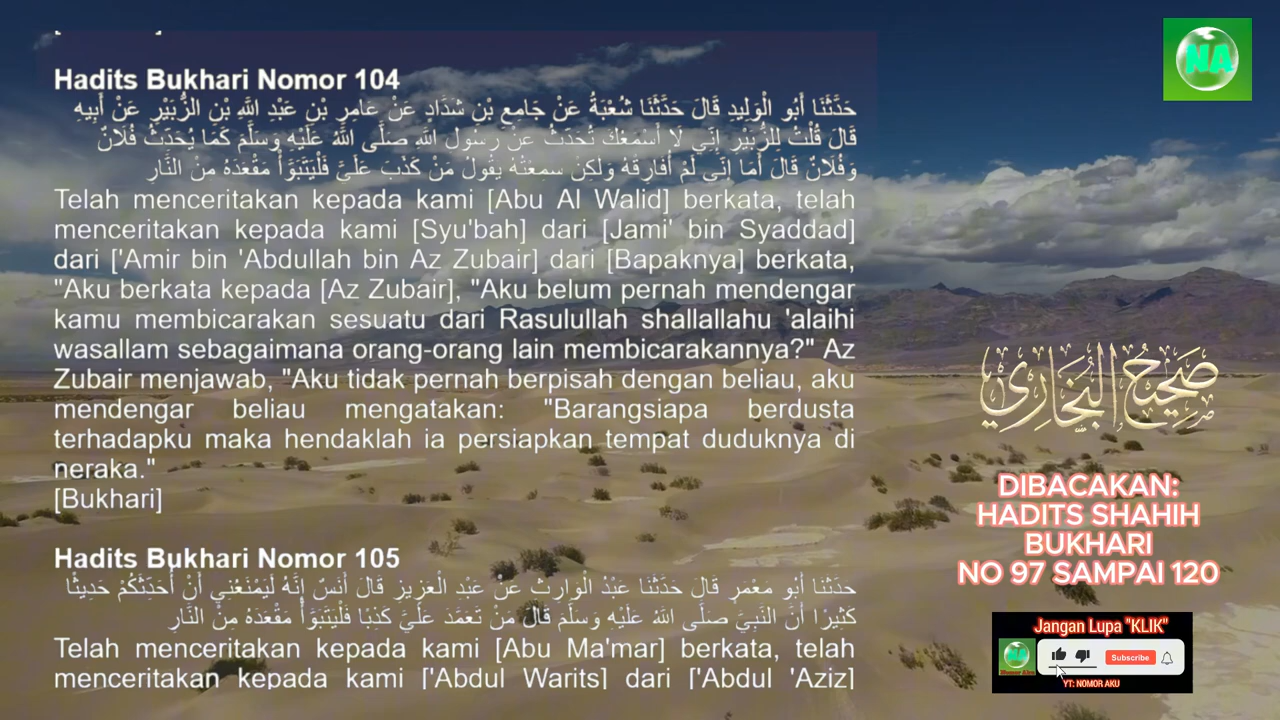 Hadits Bukhari Nomor 104
حَدَّثَنَا أَبُو الْوَلِيدِ قَالَ حَدَّثَنَا شُعْبَةُ عَنْ جَامِعِ بْنِ شَدَّادٍ عَنْ عَامِرِ بْنِ عَبْدِ اللَّهِ بْنِ الزُّبَيْرِ عَنْ أَبِيهِ
قَالَ قُلْتُ لِلزُّبَيْرِ إِنِّي لَا أَسْمَعُكَ تُحَدِّثُ عَنْ رَسُولِ اللَّهِ صَلَّى اللَّهُ عَلَيْهِ وَسَلَّمَ كَمَا يُحَدِّثُ فُلَانٌ
وَفُلَانٌ قَالَ أَمَا إِنِّي لَمْ أُفَارِقْهُ وَلَكِنْ سَمِعْتُهُ يَقُولُ مَنْ كَذَبَ عَلَيَّ فَلْيَتَبَوَّأْ مَقْعَدَهُ مِنْ النَّارِ
Telah menceritakan kepada kami [Abu Al Walid] berkata, telah
menceritakan kepada kami [Syu'bah] dari [Jami' bin Syaddad]
dari ['Amir bin 'Abdullah bin Az Zubair] dari [Bapaknya] berkata,
"Aku berkata kepada [Az Zubair], "Aku belum pernah mendengar
kamu membicarakan sesuatu dari Rasulullah shallallahu 'alaihi
wasallam sebagaimana orang-orang lain membicarakannya?" Az
Zubair menjawab, "Aku tidak pernah berpisah dengan beliau, aku
mendengar beliau mengatakan: "Barangsiapa berdusta
terhadapku maka hendaklah ia persiapkan tempat duduknya di
neraka."
[Bukhari]
Hadits Bukhari Nomor 105
حَدَّثَنَا أَبُو مَعْمَرٍ قَالَ حَدَّثَنَا عَبْدُ الْوَارِثِ عَنْ عَبْدِ الْعَزِيزِ قَالَ أَنَسٌ إِنَّهُ لَيَمْنَعُنِي أَنْ أُحَدِّثَكُمْ حَدِيثًا
كَثِيرًا أَنَّ النَّبِيَّ صَلَّى اللَّهُ عَلَيْهِ وَسَلَّمَ قَالَ مَنْ تَعَمَّدَ عَلَيَّ كَذِبًا فَلْيَتَبَوَّأْ مَقْعَدَهُ مِنْ النَّارِ
Telah menceritakan kepada kami [Abu Ma'mar] berkata, telah
menceritakan kepada kami ['Abdul Warits] dari ['Abdul 'Aziz]
NA
صَحِيحُ الْبُخَارِي
DIBACAKAN:
HADITS SHAHIH
BUKHARI
NO 97 SAMPAI 120
Jangan Lupa "KLIK"
NA
Subscribe
YT: NOMOR AKU